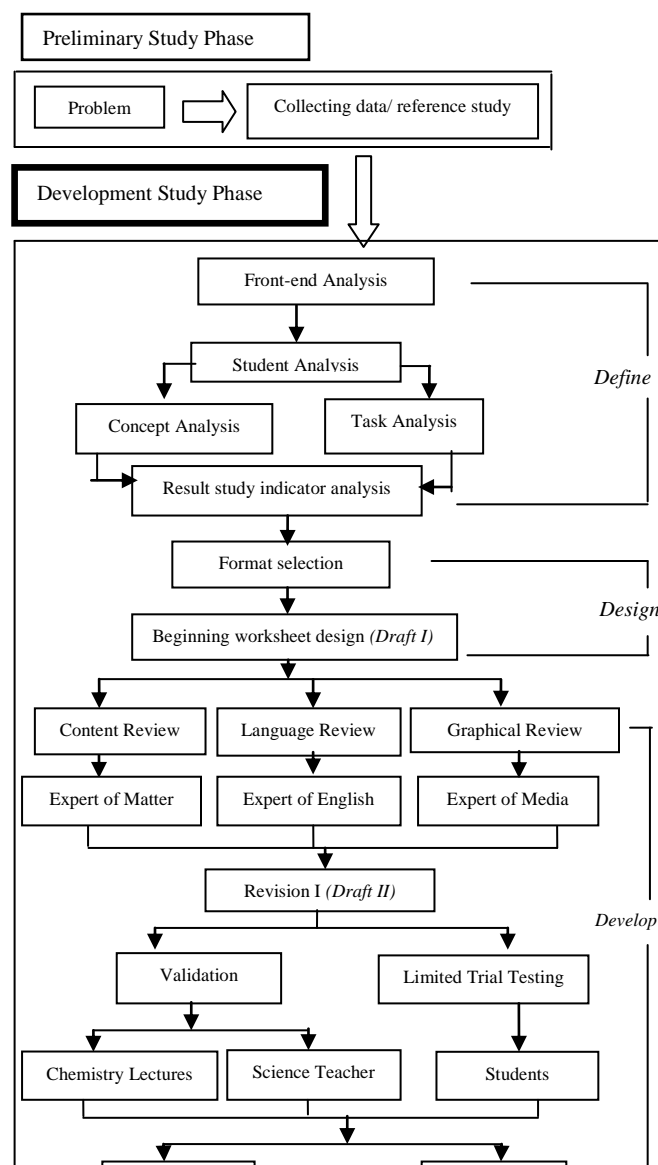 Preliminary Study Phase
Problem
Collecting data/ reference study
Development Study Phase
Front-end Analysis
Student Analysis
Define
Concept Analysis
Task Analysis
Result study indicator analysis
Format selection
Design
Beginning worksheet design (Draft I)
Content Review
Language Review
Graphical Review
Expert of Matter
Expert of English
Expert of Media
Revision I (Draft II)
Develop
Validation
Limited Trial Testing
Chemistry Lectures
Science Teacher
Students